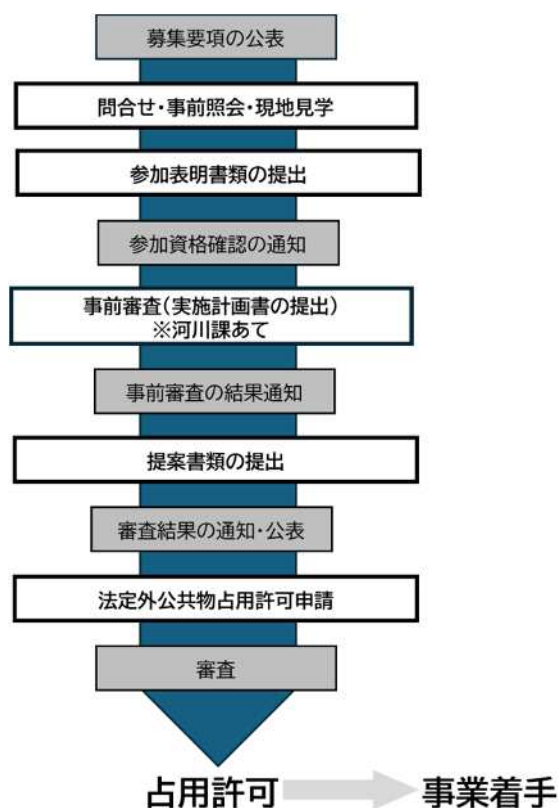 募集要項の公表
問合せ・事前照会・現地見学
参加表明書類の提出
参加資格確認の通知
事前審査(実施計画書の提出)
※河川課あて
事前審査の結果通知
提案書類の提出
審査結果の通知・公表
法定外公共物占用許可申請
審査
占用許可
事業着手